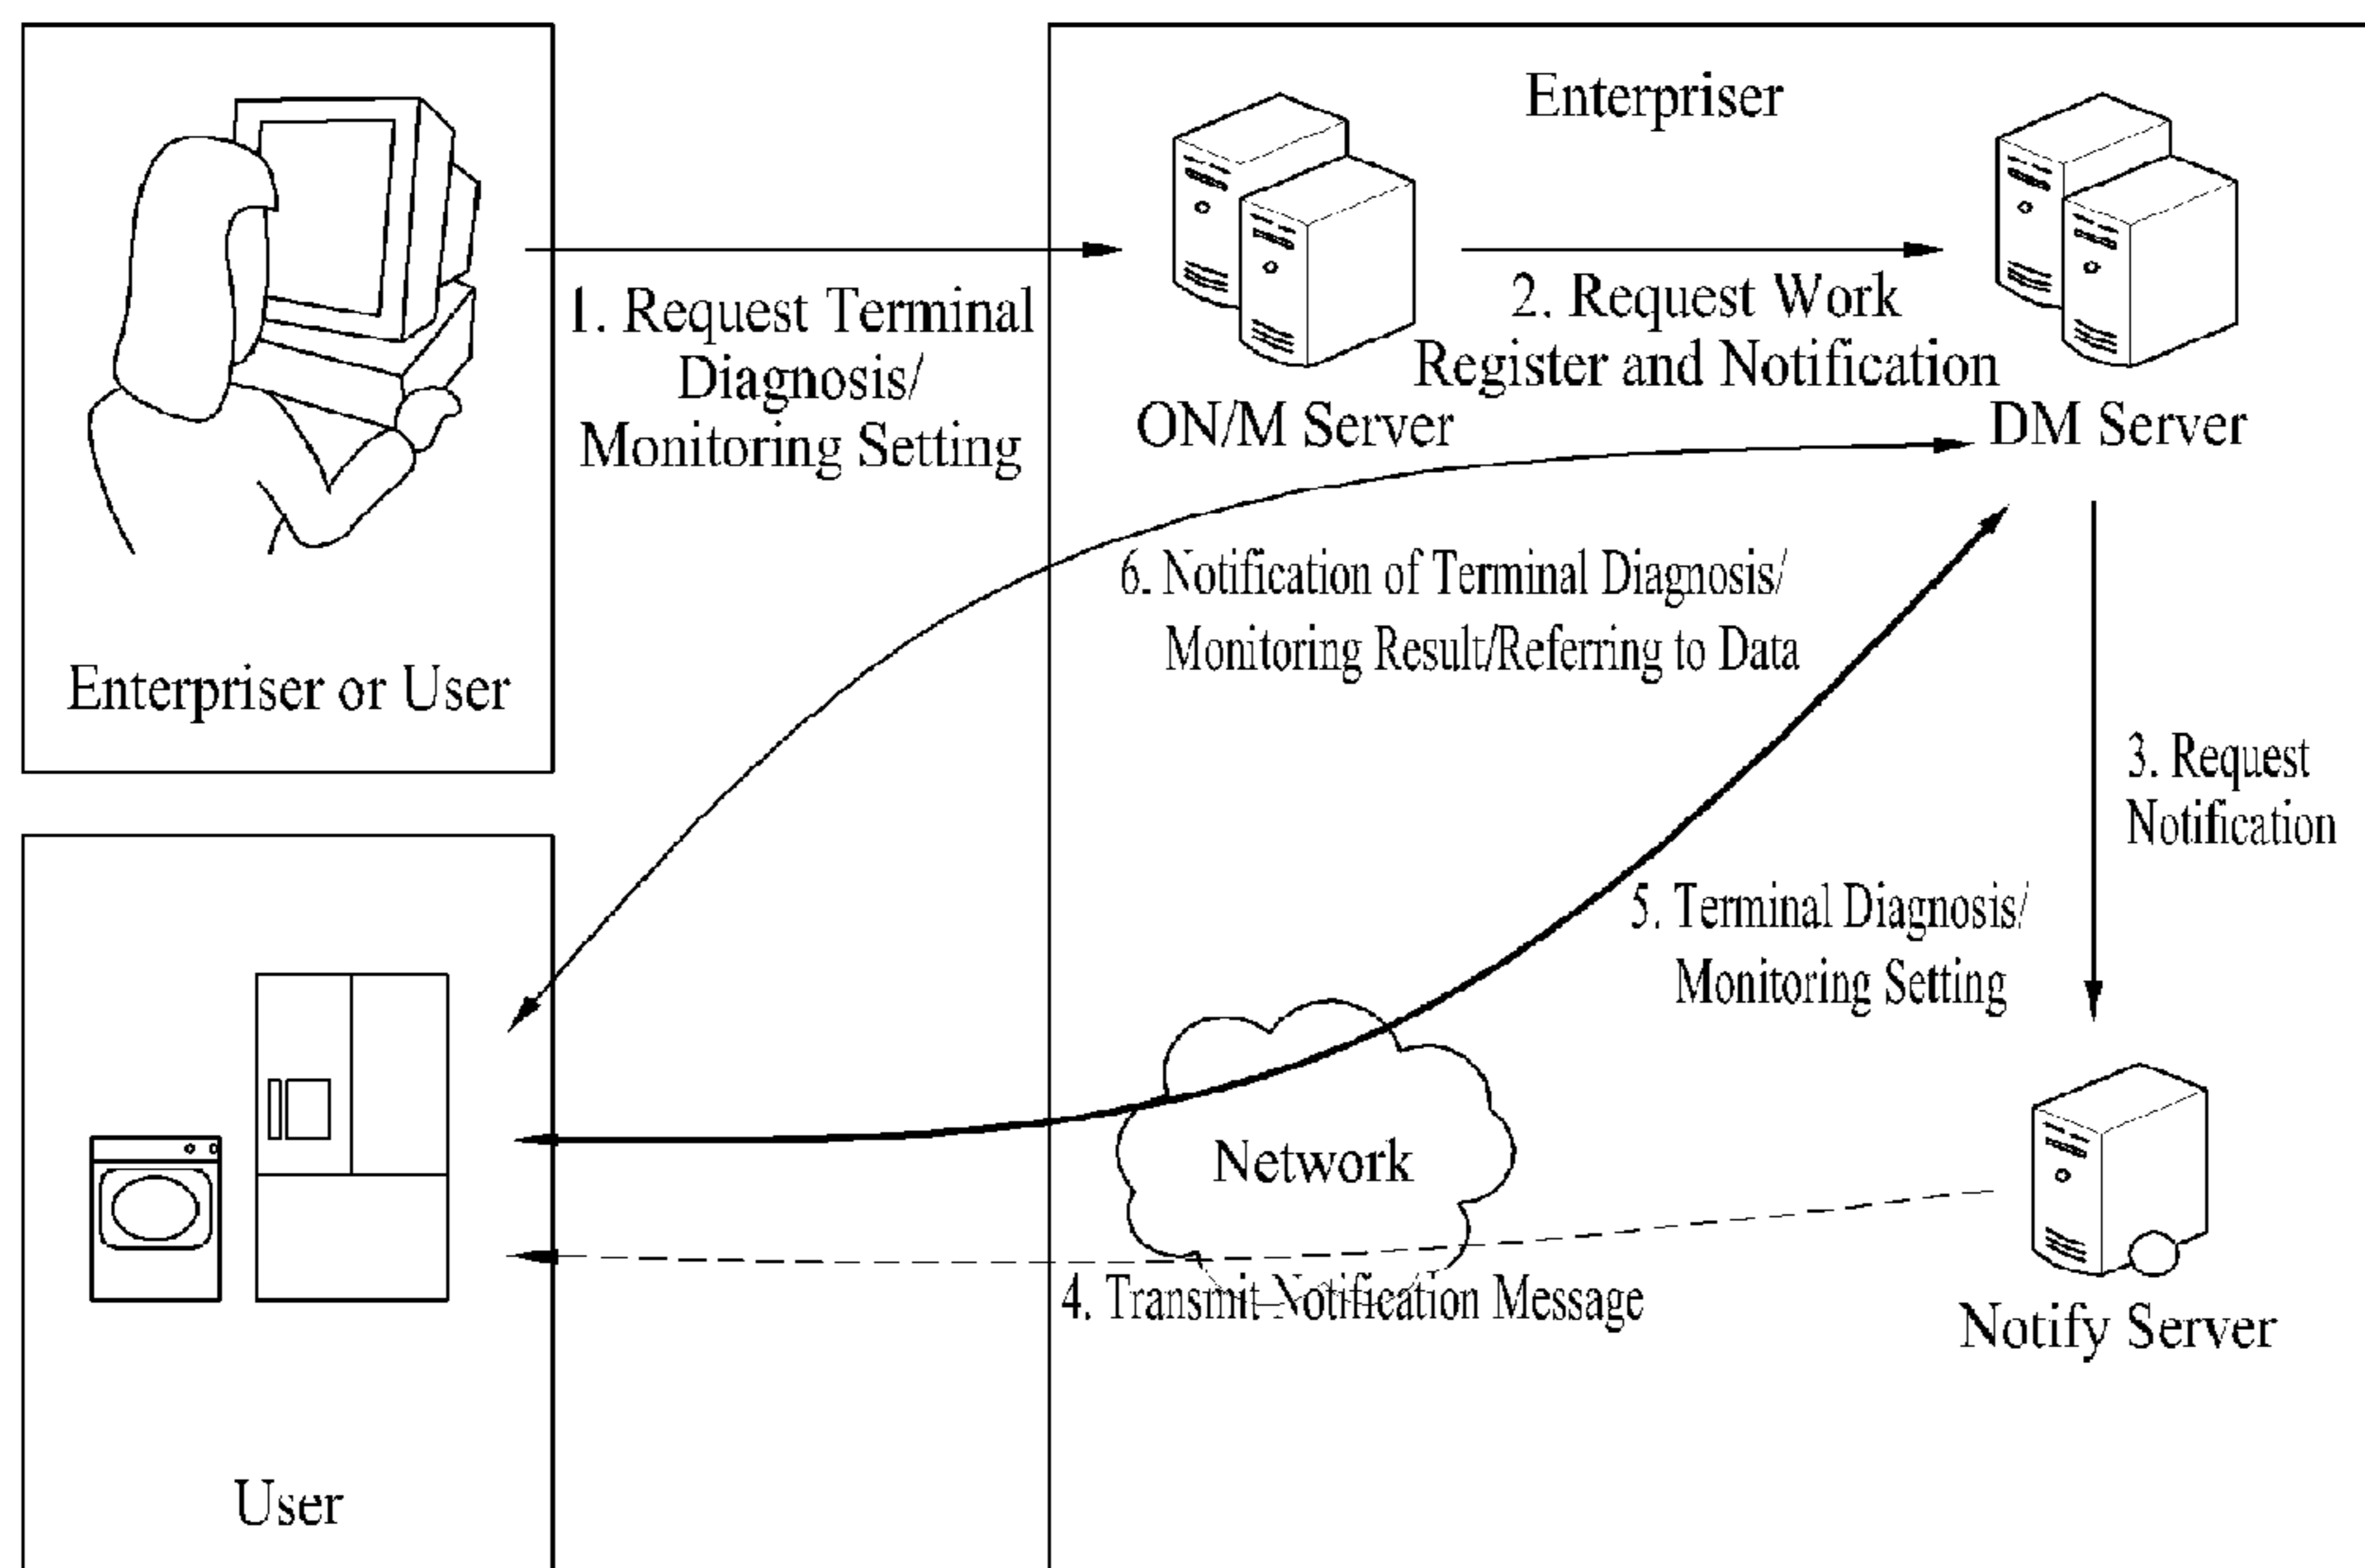 Enterpriser
1. Request Terminal
Diagnosis/
Monitoring Setting
2. Request Work
Register and Notification
ON/M Server
DM Server
6. Notification of Terminal Diagnosis/
Monitoring Result/Referring to Data
Enterpriser or User
3. Request
Notification
5. Terminal Diagnosis/
Monitoring Setting
Network
4. Transmit Notification Message
Notify Server
User